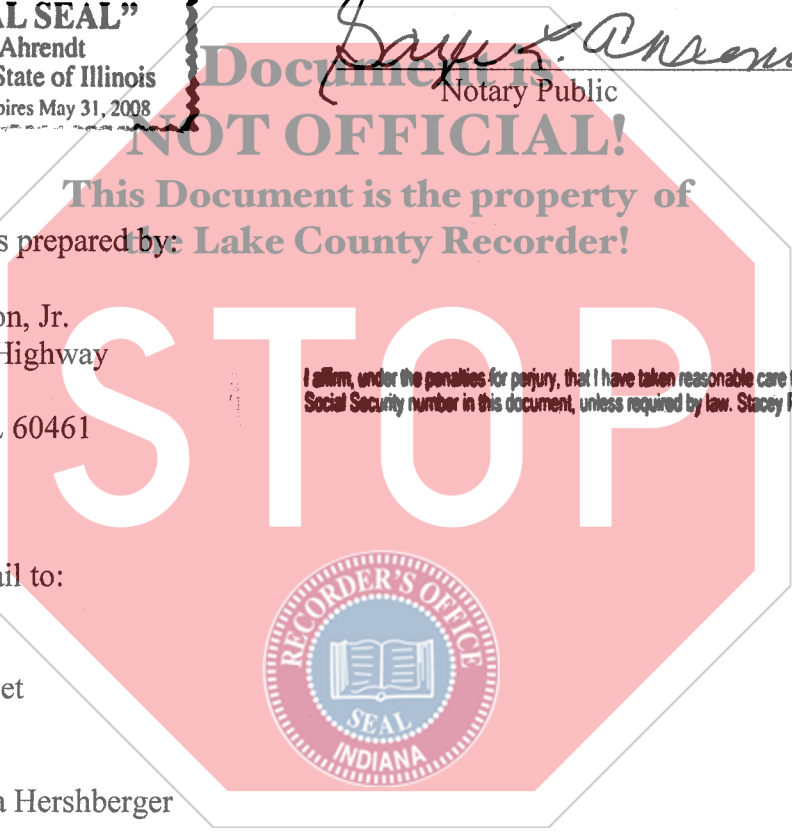 AL SEAL”
Ahrendt
State of Illinois
pires May 31, 2008
Notary Public
Document is
NOT OFFICIAL!
This Document is the property of
the Lake County Recorder!
s prepared by:
on, Jr.
Highway
60461
I affirm, under the penalties for perjury, that I have taken reasonable care
Social Security number in this document, unless required by law. Stacey
STOP
ail to:
et
RECORDER'S OFFICE
SEAL
INDIANA
a Hershberger